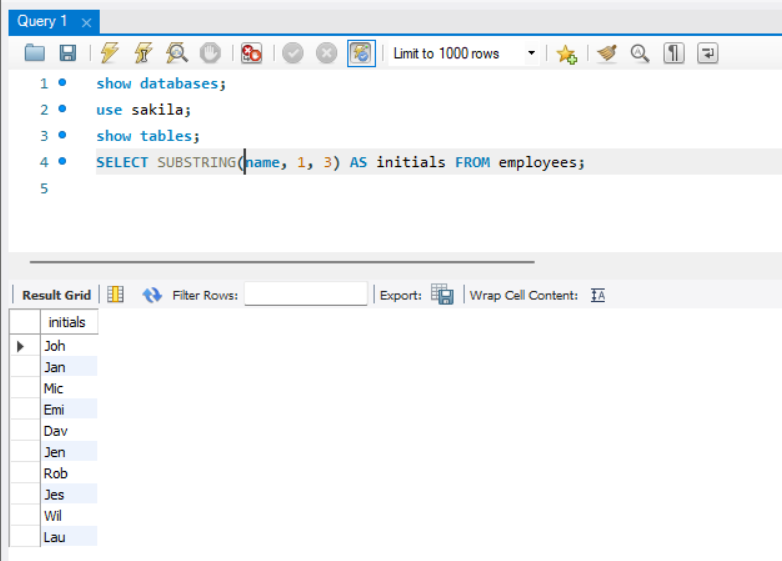 Query 1
Limit to 1000 rows
1 show databases;
2 use sakila;
3 show tables;
4 SELECT SUBSTRING(name, 1, 3) AS initials FROM employees;
5
Result Grid Filter Rows: Export: Wrap Cell Content:
initials
Joh
Jan
Mic
Emi
Dav
Jen
Rob
Jes
Wil
Lau